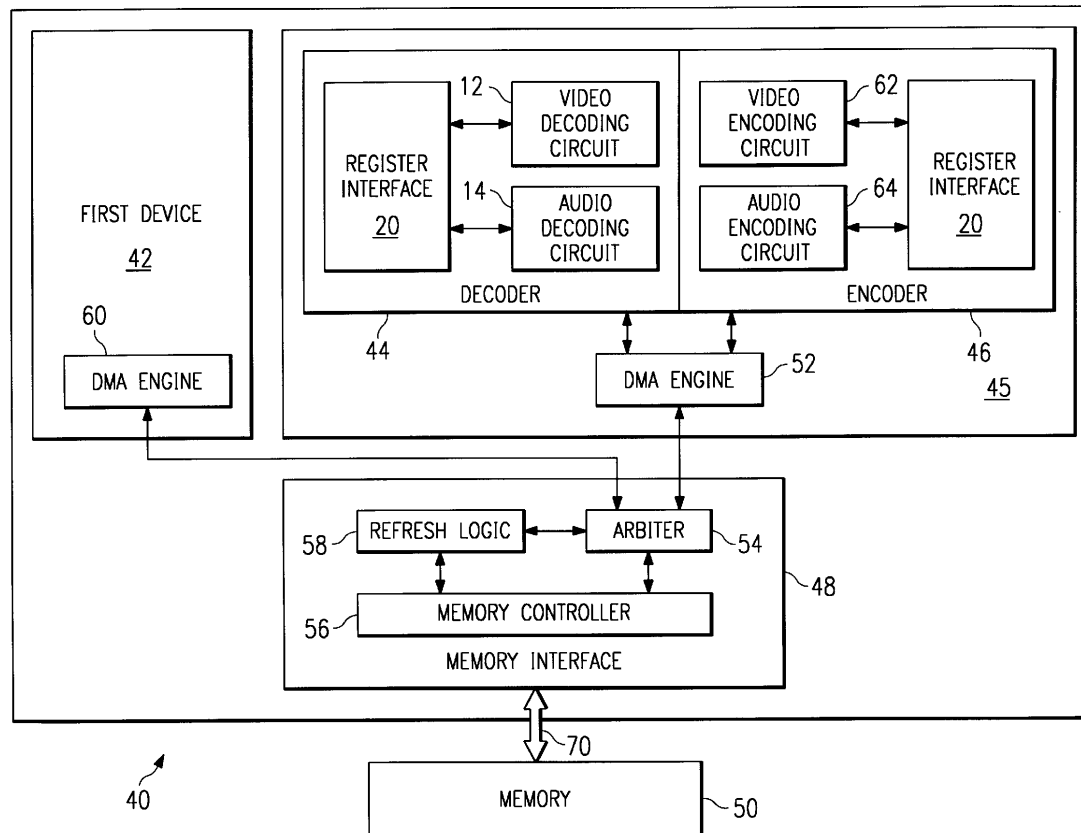 FIRST DEVICE
42
60
DMA ENGINE
REGISTER
INTERFACE
20
12
VIDEO
DECODING
CIRCUIT
14
AUDIO
DECODING
CIRCUIT
DECODER
44
VIDEO
ENCODING
CIRCUIT
62
AUDIO
ENCODING
CIRCUIT
64
REGISTER
INTERFACE
20
ENCODER
46
DMA ENGINE
52
45
REFRESH LOGIC
58
ARBITER
54
MEMORY CONTROLLER
56
MEMORY INTERFACE
48
70
40
MEMORY
50